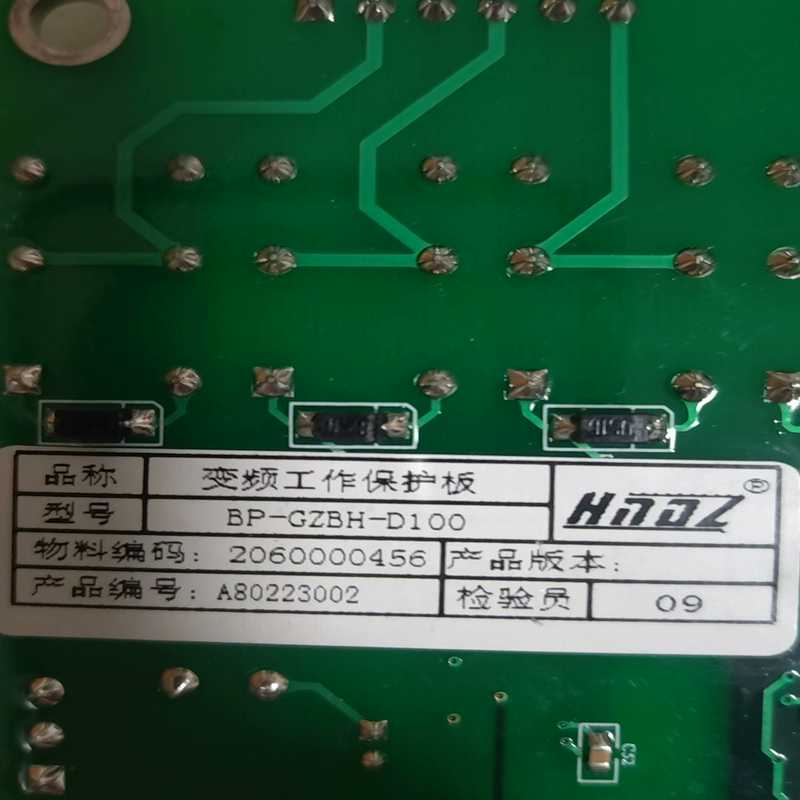 品称 变频工作保护板
型号 BP-GZBH-D100
HNDZ®
物料编码: 2060000456 产品版本:
产品编号: A80223002 检验员 09
C52